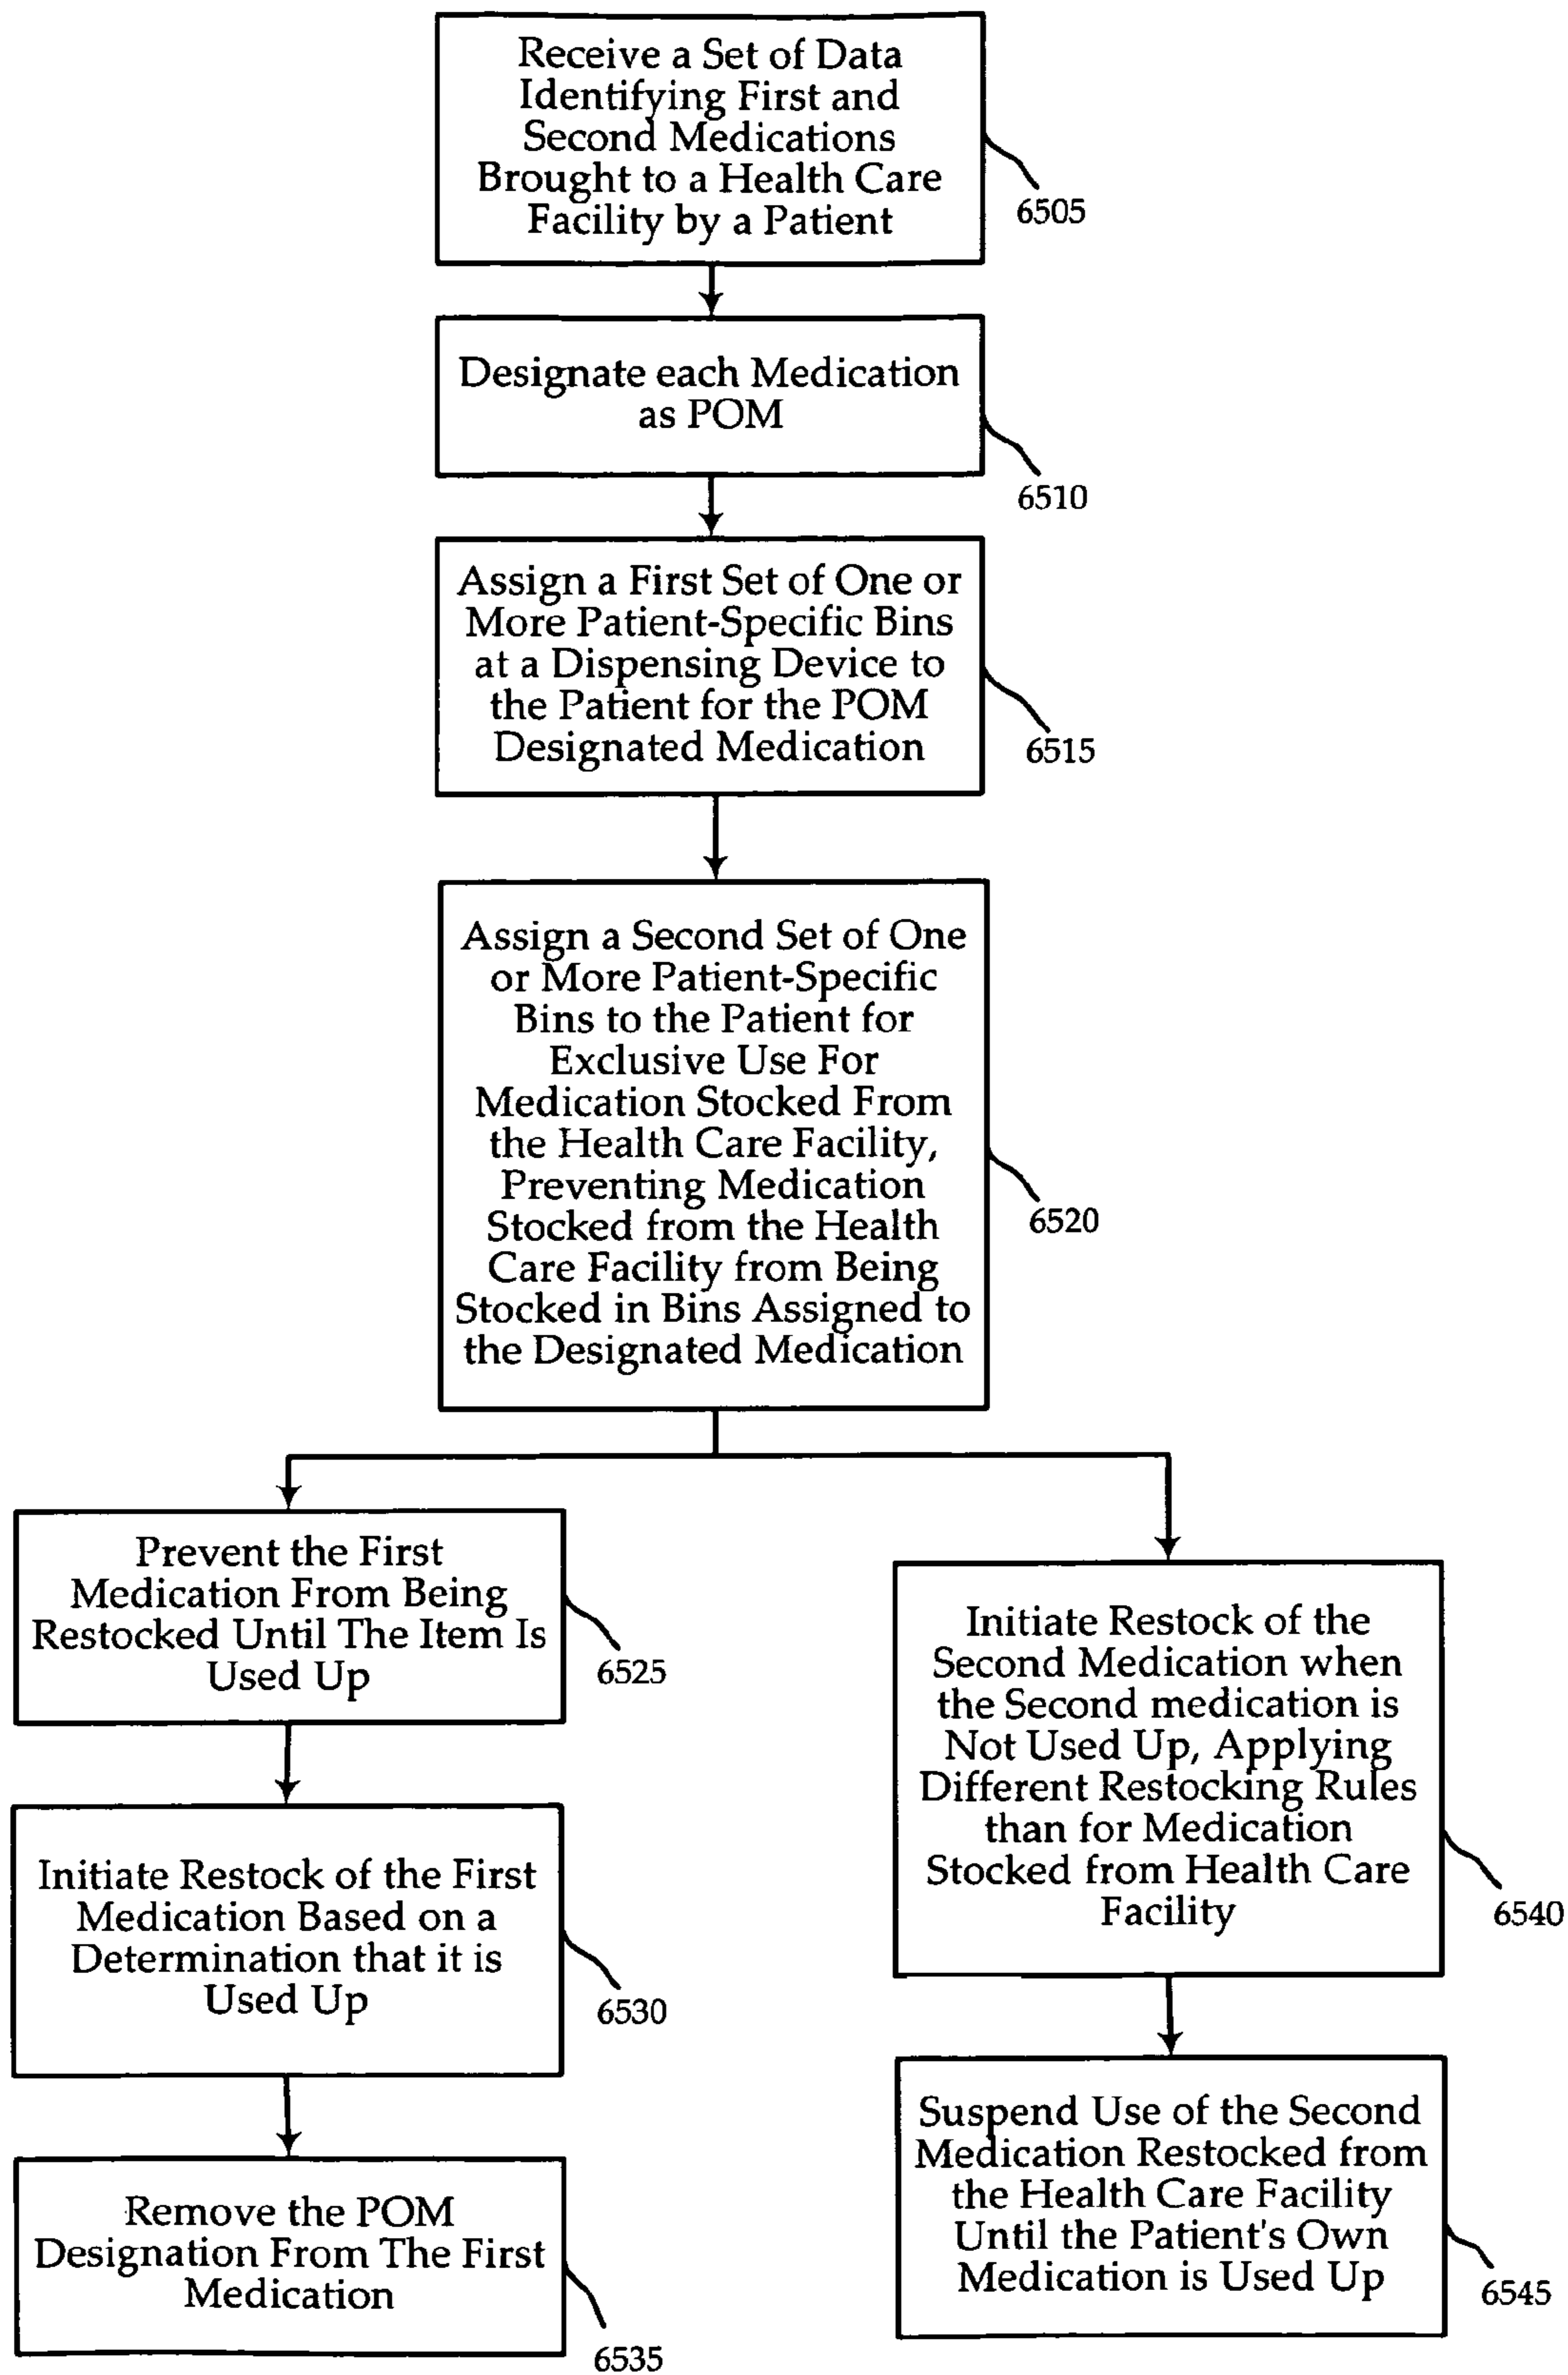 Receive a Set of Data
Identifying First and
Second Medications
Brought to a Health Care
Facility by a Patient
6505
Designate each Medication
as POM
6510
Assign a First Set of One or
More Patient-Specific Bins
at a Dispensing Device to
the Patient for the POM
Designated Medication
6515
Assign a Second Set of One
or More Patient-Specific
Bins to the Patient for
Exclusive Use For
Medication Stocked From
the Health Care Facility,
Preventing Medication
Stocked from the Health
Care Facility from Being
Stocked in Bins Assigned to
the Designated Medication
6520
Prevent the First
Medication From Being
Restocked Until The Item Is
Used Up
6525
Initiate Restock of the First
Medication Based on a
Determination that it is
Used Up
6530
Remove the POM
Designation From The First
Medication
6535
Initiate Restock of the
Second Medication when
the Second medication is
Not Used Up, Applying
Different Restocking Rules
than for Medication
Stocked from Health Care
Facility
6540
Suspend Use of the Second
Medication Restocked from
the Health Care Facility
Until the Patient's Own
Medication is Used Up
6545